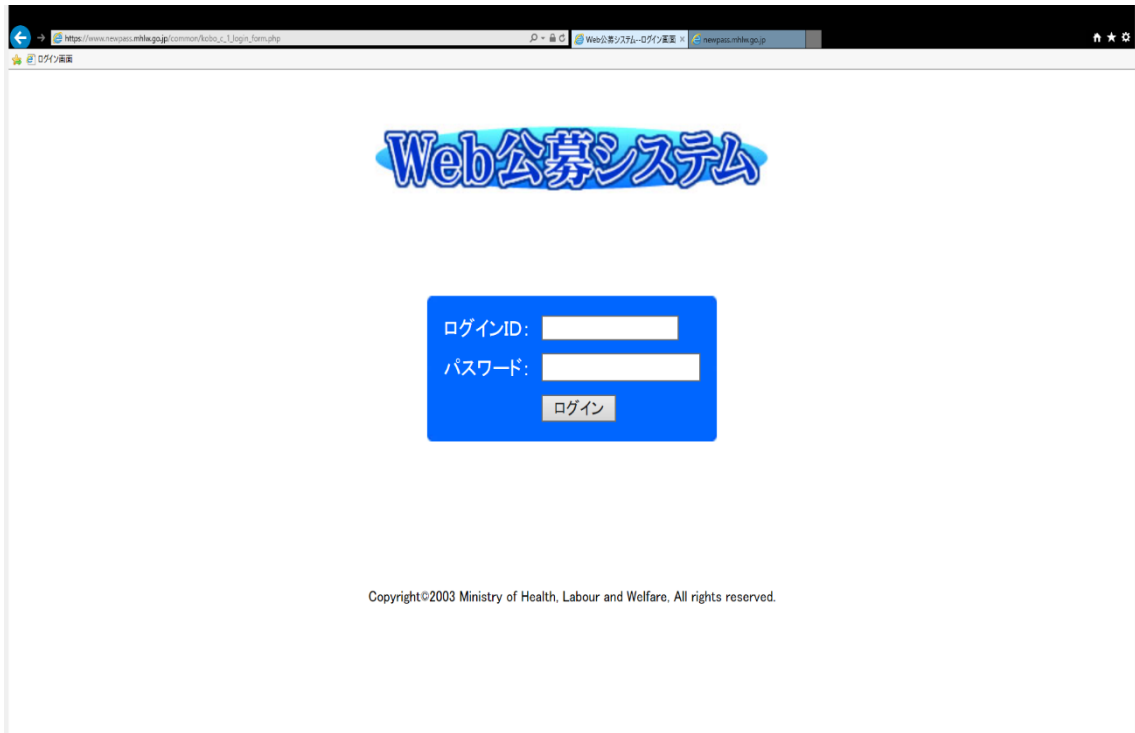 https://www.newpass.mhlw.go.jp/common/kobo_c_1_login_form.php
Web公募システム--ログイン画面
newpass.mhlw.go.jp
ログイン画面
Web公募システム
ログインID:
パスワード:
ログイン
Copyright©2003 Ministry of Health, Labour and Welfare, All rights reserved.